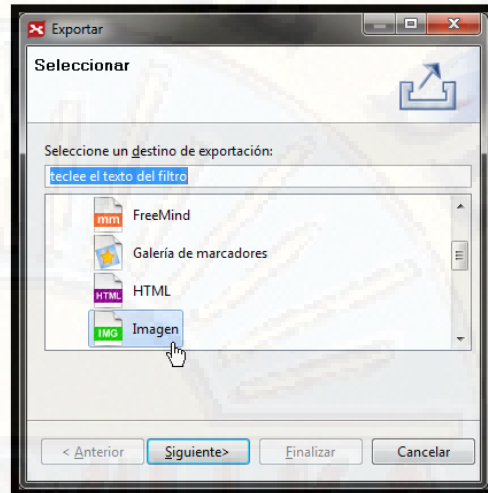 Exportar
Seleccionar
Seleccione un destino de exportación:
teclee el texto del filtro
mm FreeMind
Galería de marcadores
HTML HTML
IMG Imagen
< Anterior Siguiente> Finalizar Cancelar